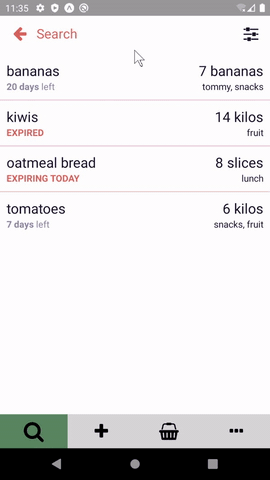 11:35
Search
bananas 7 bananas
20 days left tommy, snacks
kiwis 14 kilos
EXPIRED fruit
oatmeal bread 8 slices
EXPIRING TODAY lunch
tomatoes 6 kilos
7 days left snacks, fruit